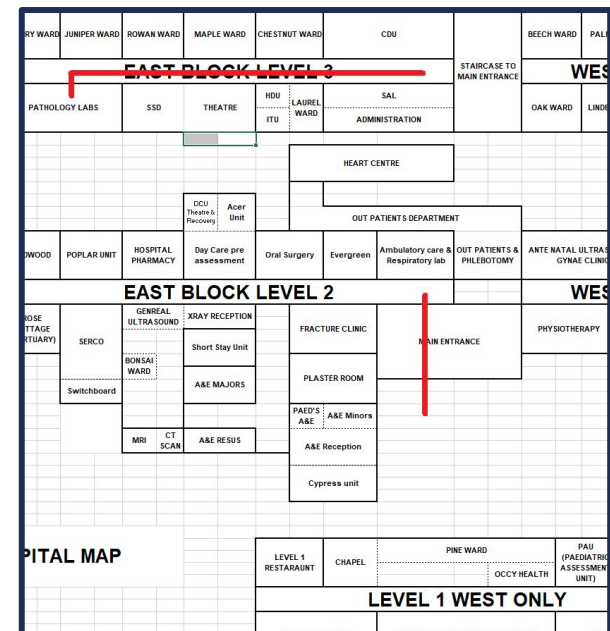 RY WARD JUNIPER WARD ROWAN WARD MAPLE WARD CHESTNUT WARD CDU BEECH WARD
STAIRCASE TO
MAIN ENTRANCE
EAST BLOCK LEVEL 3 WES
PATHOLOGY LABS SSD THEATRE
HDU
ITU
LAUREL
WARD
SAL
ADMINISTRATION
OAK WARD LINDE
HEART CENTRE
DCU
Theatre &
Recovery
Acer
Unit
OUT PATIENTS DEPARTMENT
POPLAR UNIT
HOSPITAL
PHARMACY
Day Care pre
assessment
Oral Surgery Evergreen
Ambulatory care &
Respiratory lab
OUT PATIENTS &
PHLEBOTOMY
ANTE NATAL ULTRAS
GYNAE CLINIC
EAST BLOCK LEVEL 2 WES
ROSE
TTAGE
RTUARY)
SERCO
Switchboard
GENREAL
ULTRASOUND
BONSAI
WARD
XRAY RECEPTION
Short Stay Unit
A&E MAJORS
MRI
CT
SCAN
A&E RESUS
FRACTURE CLINIC
PLASTER ROOM
PAED'S
A&E
A&E Minors
A&E Reception
Cypress unit
MAIN ENTRANCE
PHYSIOTHERAPY
PITAL MAP
LEVEL 1
RESTARAUNT
CHAPEL
PINE WARD
OCCY HEALTH
PAU
(PAEDIATRIC
ASSESSMENT
UNIT)
LEVEL 1 WEST ONLY